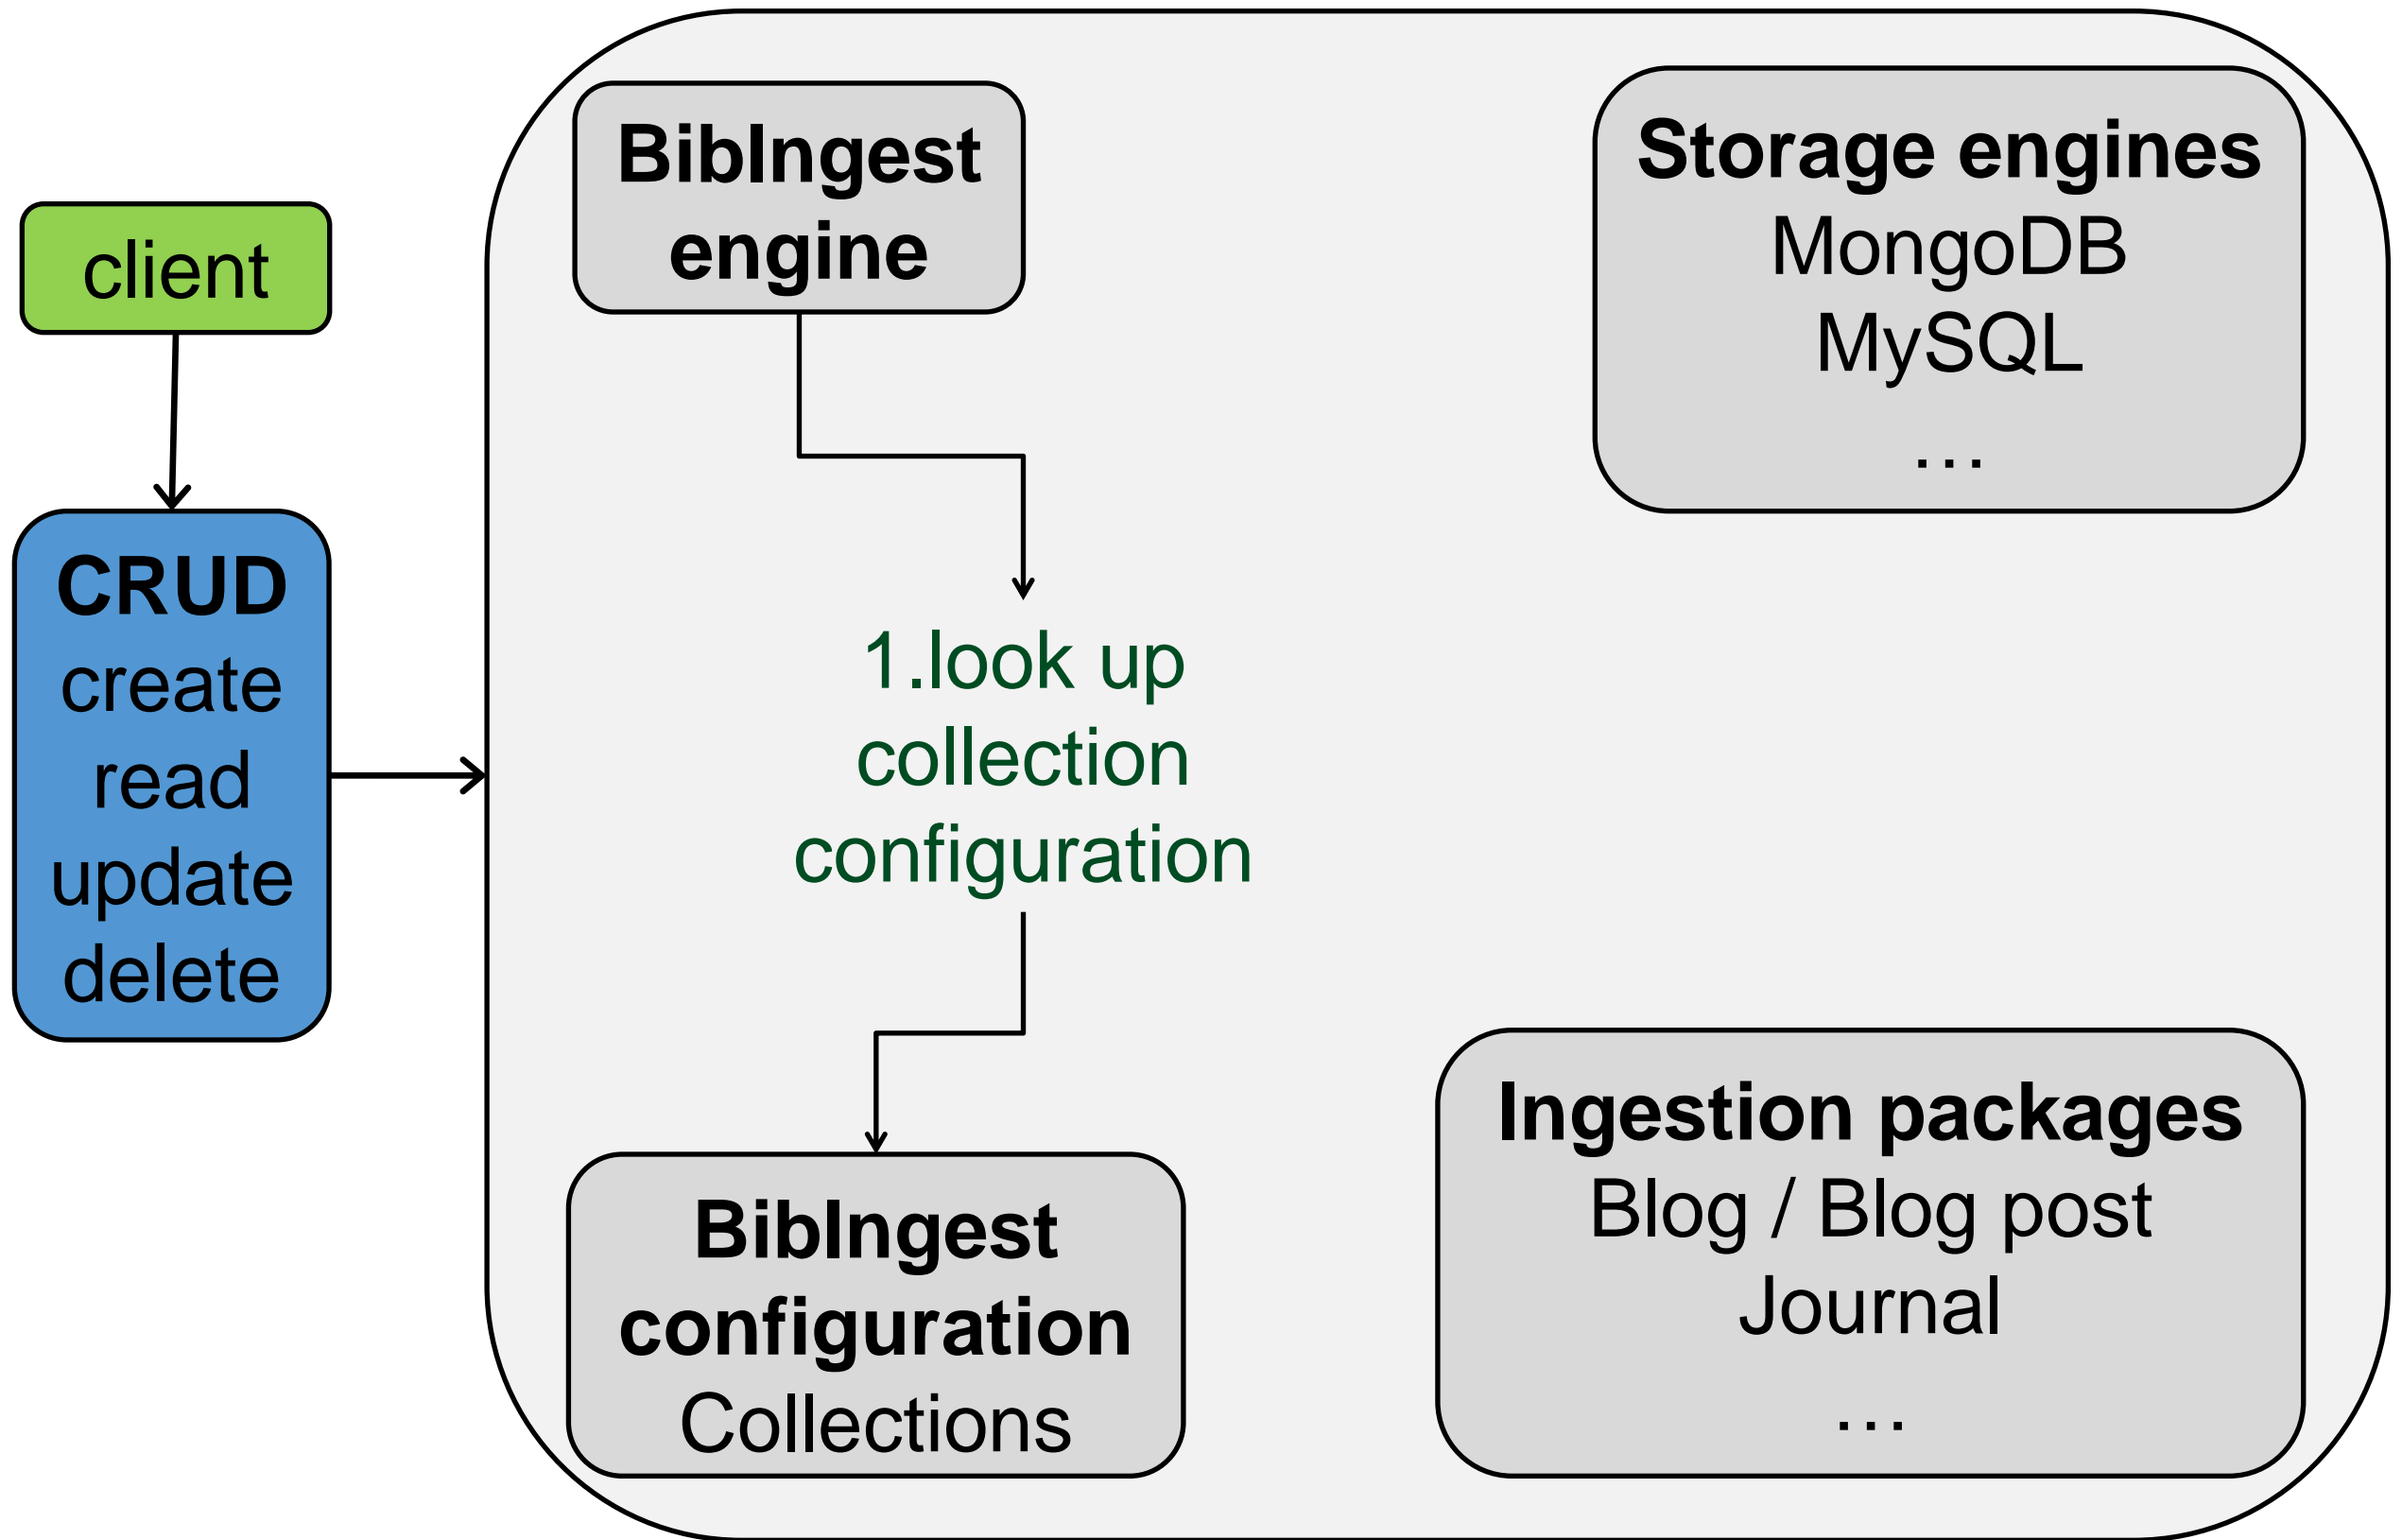 client
CRUD
create
read
update
delete
BibIngest
engine
1.look up
collection
configuration
BibIngest
configuration
Collections
Storage engines
MongoDB
MySQL
…
Ingestion packages
Blog / Blog post
Journal
…